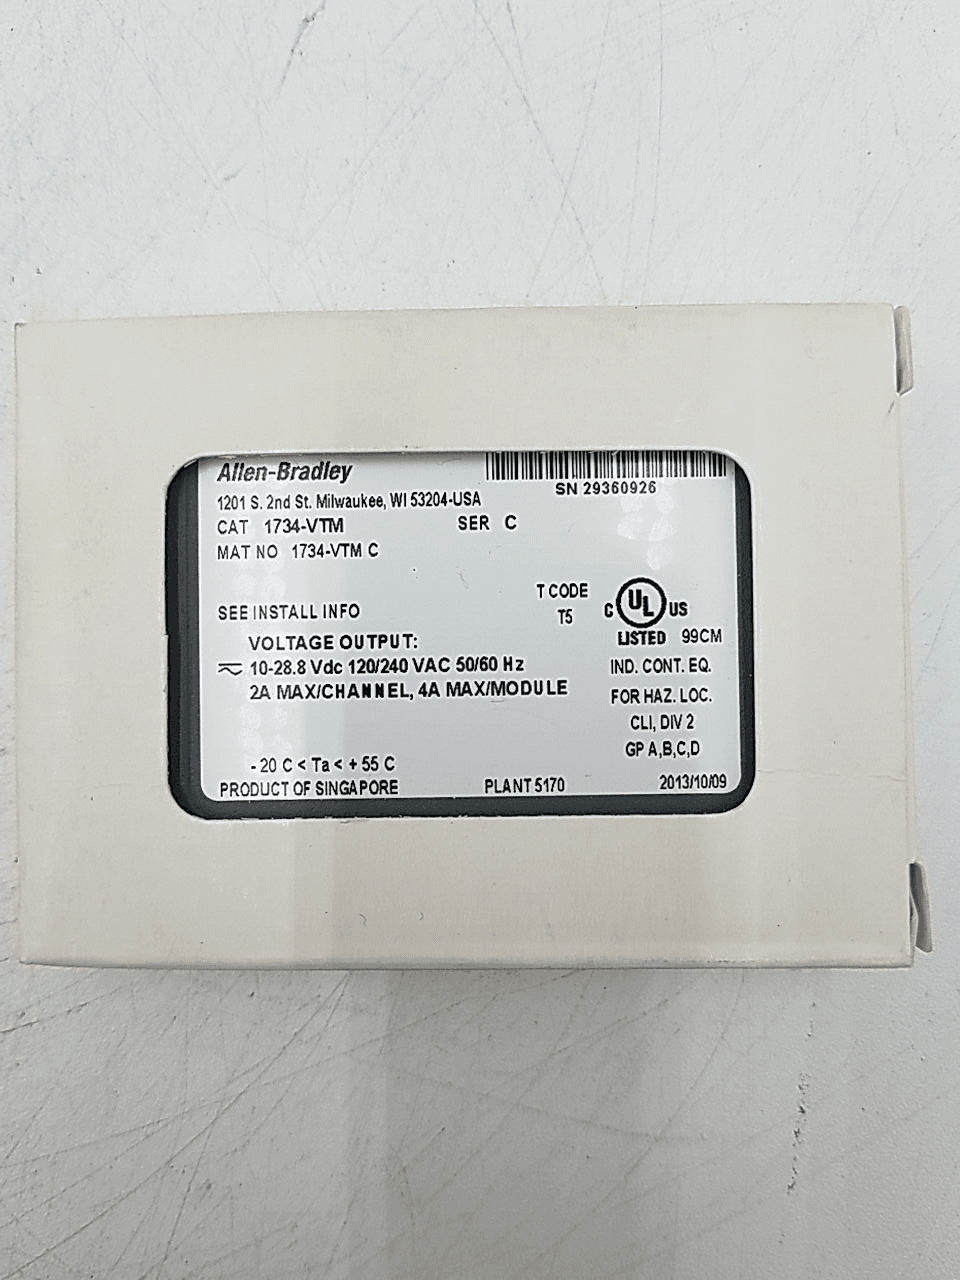 Allen-Bradley
1201 S. 2nd St. Milwaukee, WI 53204-USA
SN 29360926
CAT 1734-VTM SER C
MAT NO 1734-VTM C
SEE INSTALL INFO
T CODE
T5
C UL US
LISTED 99CM
VOLTAGE OUTPUT:
10-28.8 Vdc 120/240 VAC 50/60 Hz
2A MAX/CHANNEL, 4A MAX/MODULE
IND. CONT. EQ.
FOR HAZ. LOC.
CLI, DIV 2
GP A,B,C,D
- 20 C < Ta < + 55 C
PRODUCT OF SINGAPORE PLANT 5170 2013/10/09